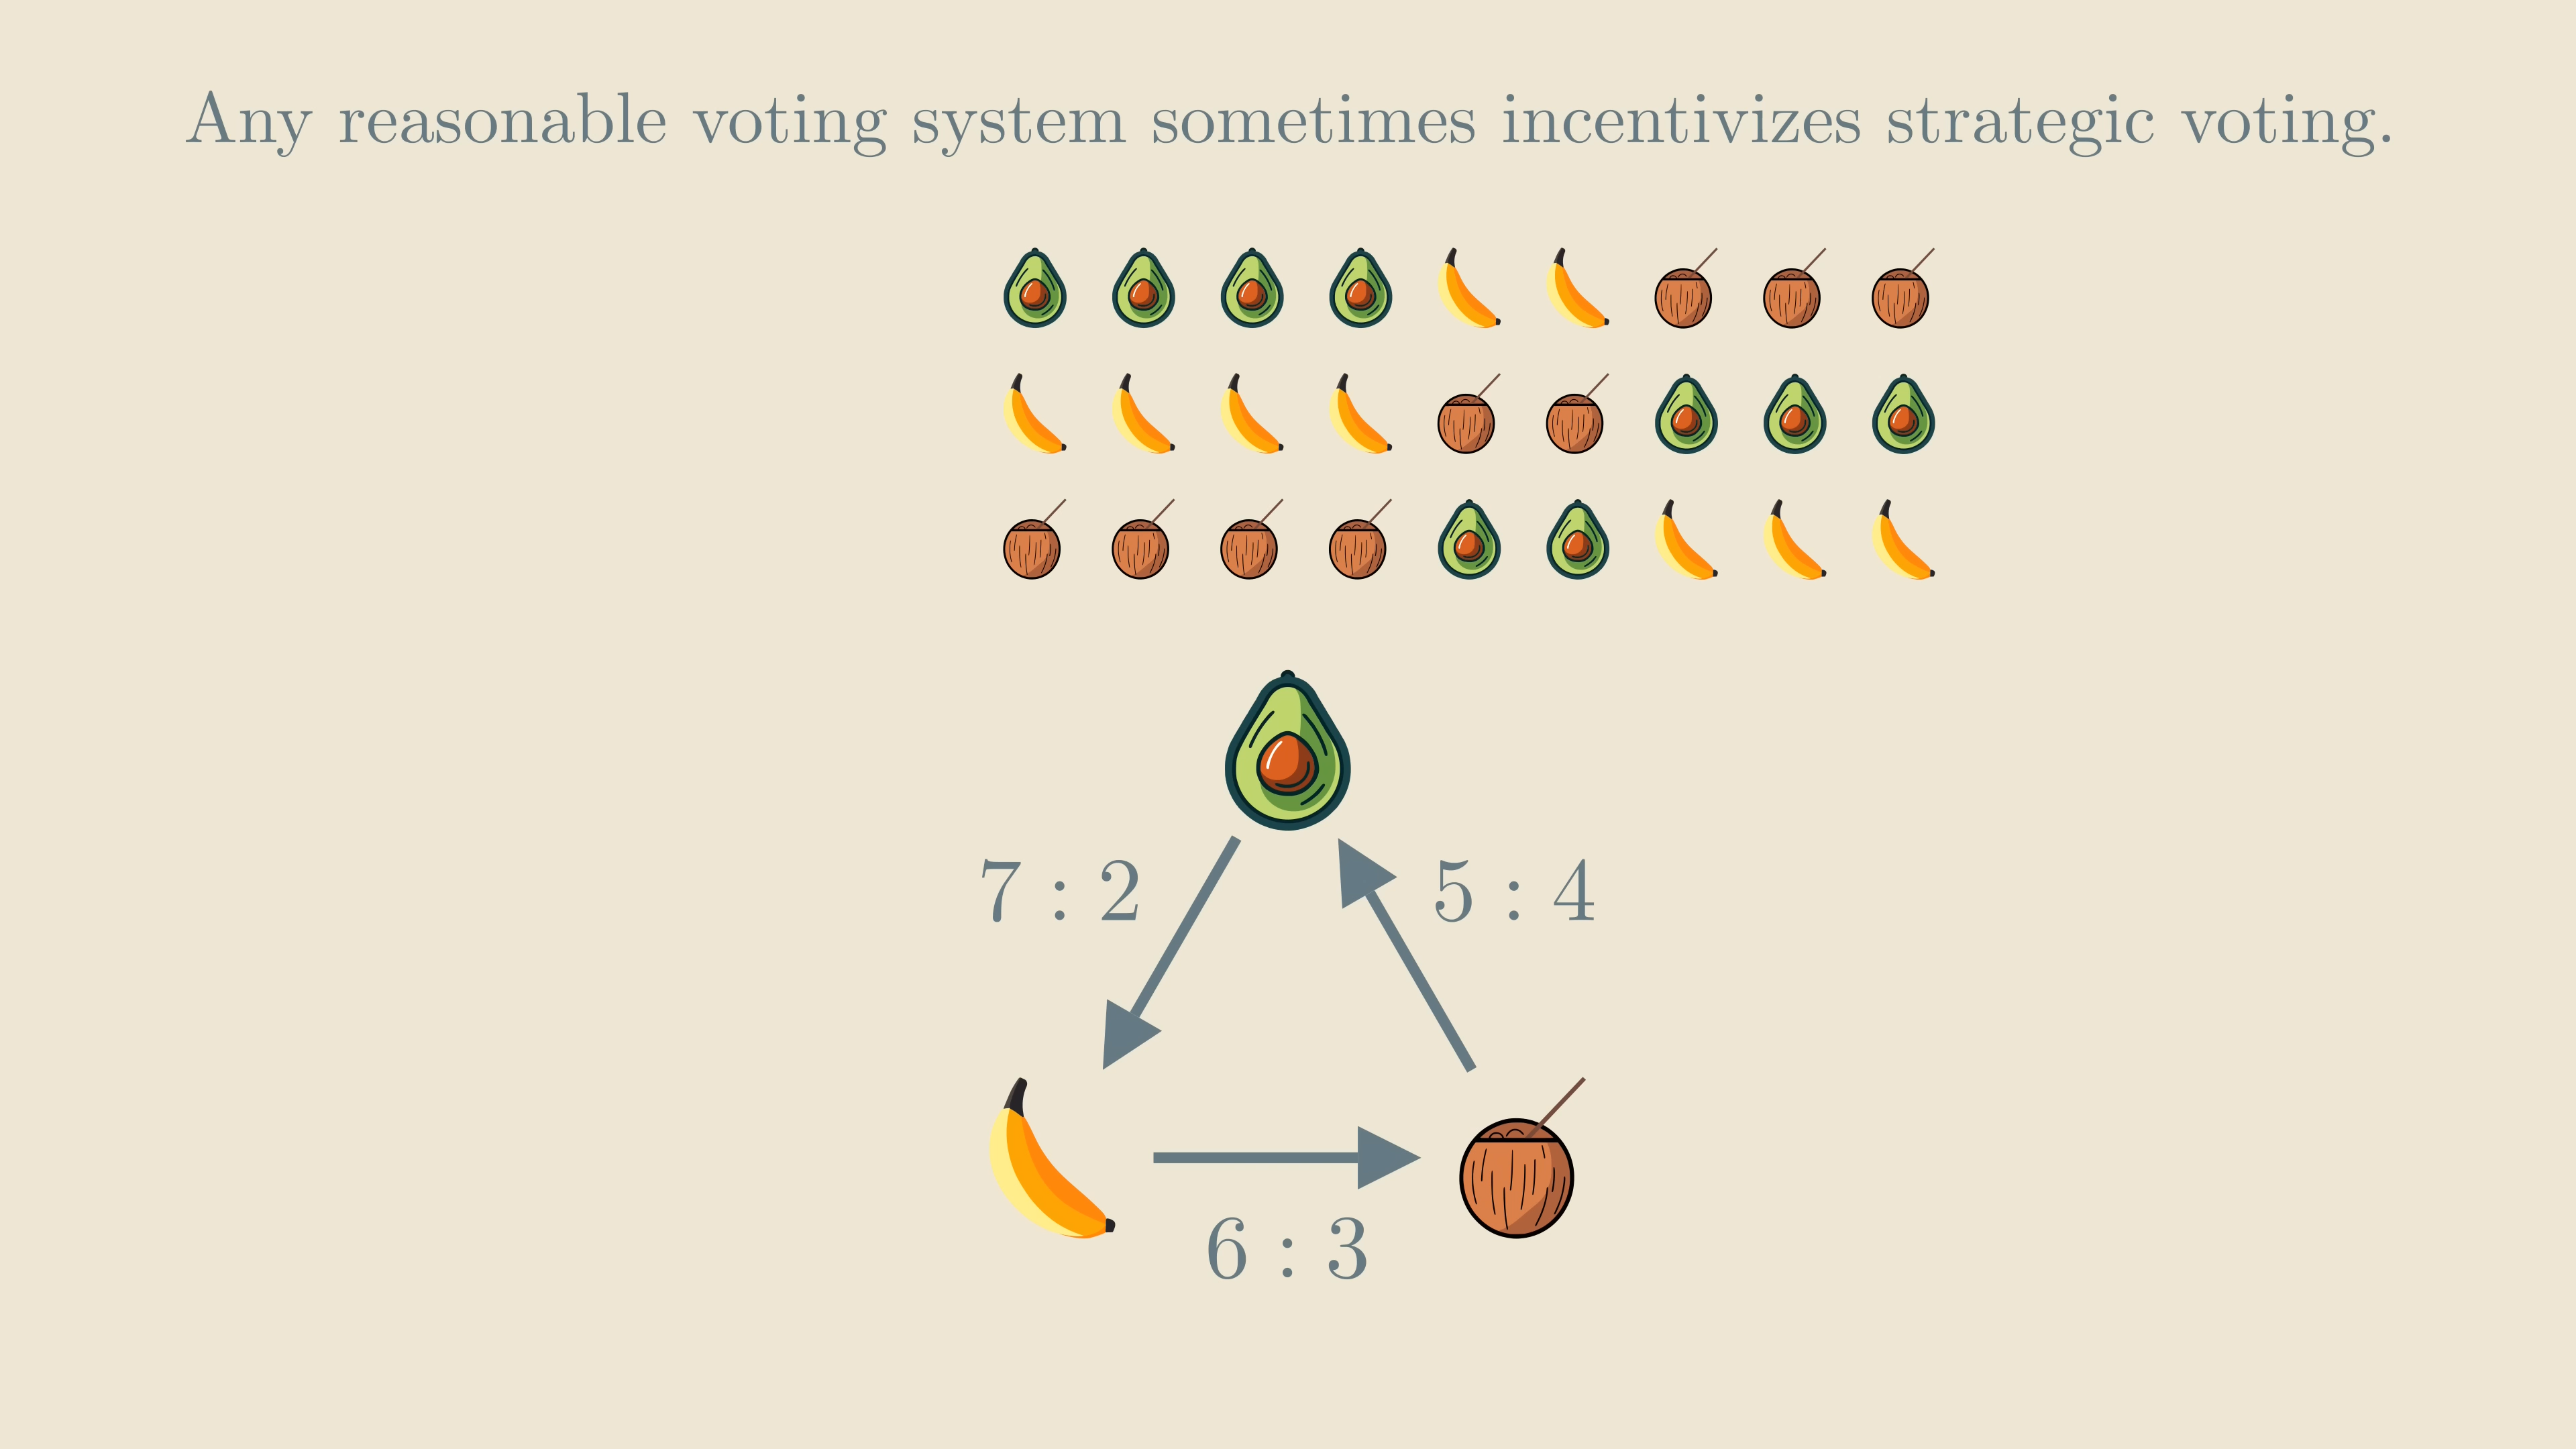 Any reasonable voting system sometimes incentivizes strategic voting.
7 : 2
5 : 4
6 : 3